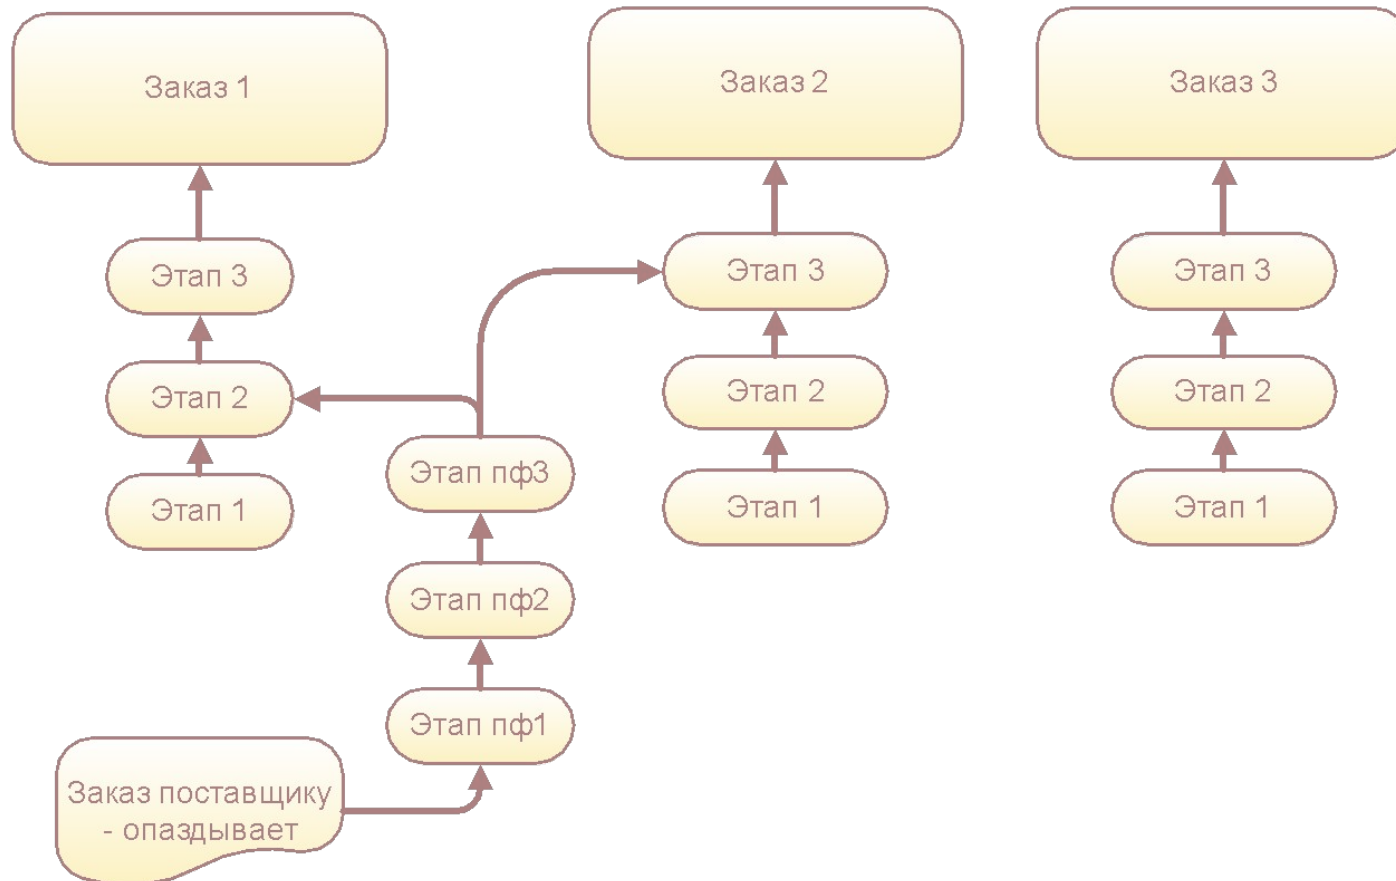 Заказ 1
Заказ 2
Заказ 3
Этап 3
Этап 3
Этап 3
Этап 2
Этап 2
Этап 2
Этап пф3
Этап 1
Этап 1
Этап 1
Этап пф2
Этап пф1
Заказ поставщику
- опаздывает